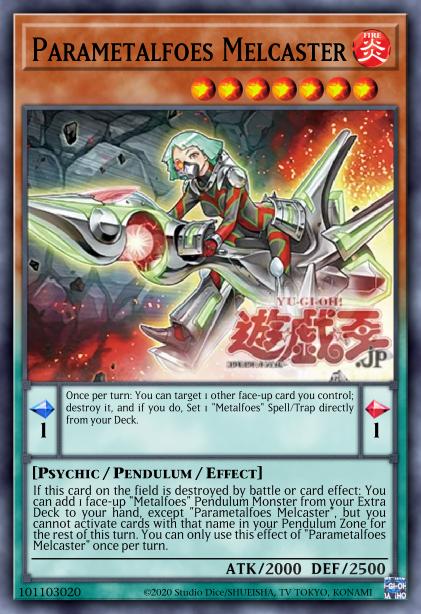 PARAMETALFOES MELCASTER
FIRE
炎
YU-GI-OH!
遊戯王
.jp
Once per turn: You can target 1 other face-up card you control;
destroy it, and if you do, Set 1 "Metalfoes" Spell/Trap directly
from your Deck.
1
1
[PSYCHIC / PENDULUM / EFFECT]
If this card on the field is destroyed by battle or card effect: You
can add 1 face-up "Metalfoes" Pendulum Monster from your Extra
Deck to your hand, except "Parametalfoes Melcaster", but you
cannot activate cards with that name in your Pendulum Zone for
the rest of this turn. You can only use this effect of "Parametalfoes
Melcaster" once per turn.
ATK/2000 DEF/2500
101103020
©2020 Studio Dice/SHUEISHA, TV TOKYO, KONAMI